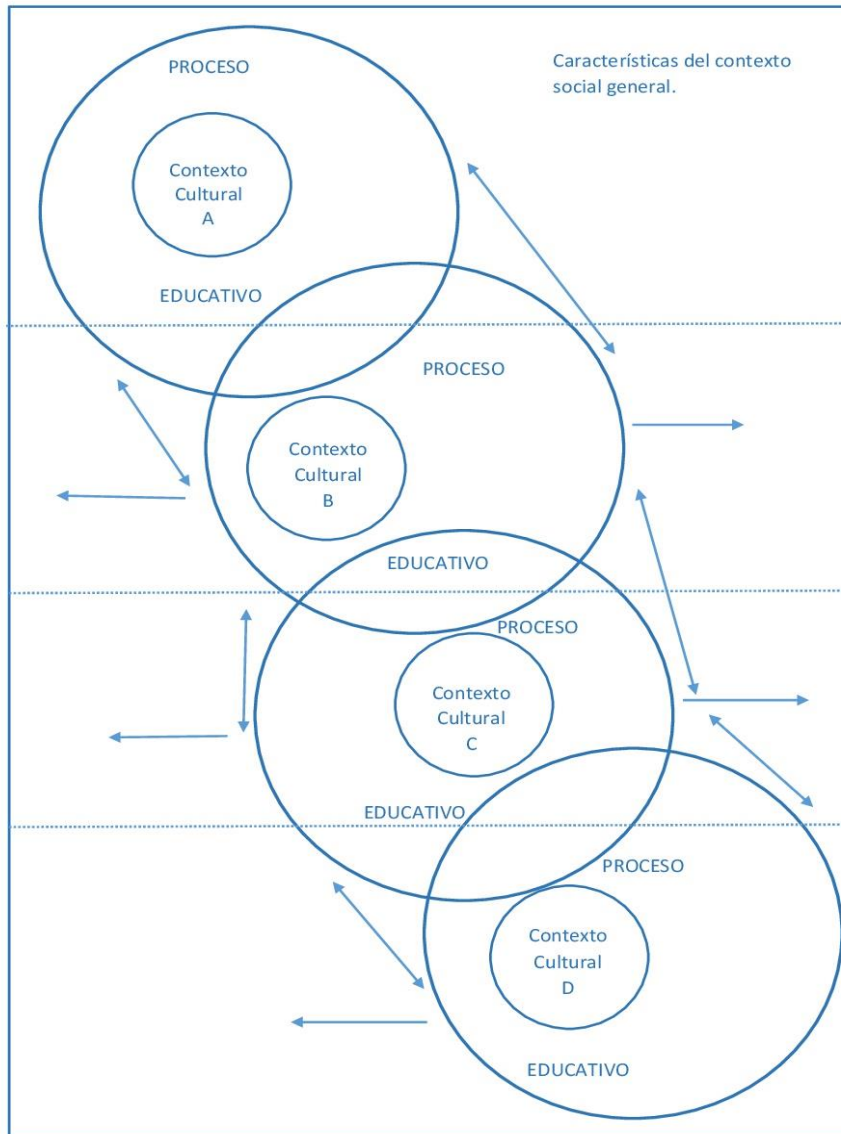 PROCESO
Características del contexto
social general.
Contexto
Cultural
A
EDUCATIVO
PROCESO
Contexto
Cultural
B
EDUCATIVO
PROCESO
Contexto
Cultural
C
EDUCATIVO
PROCESO
Contexto
Cultural
D
EDUCATIVO